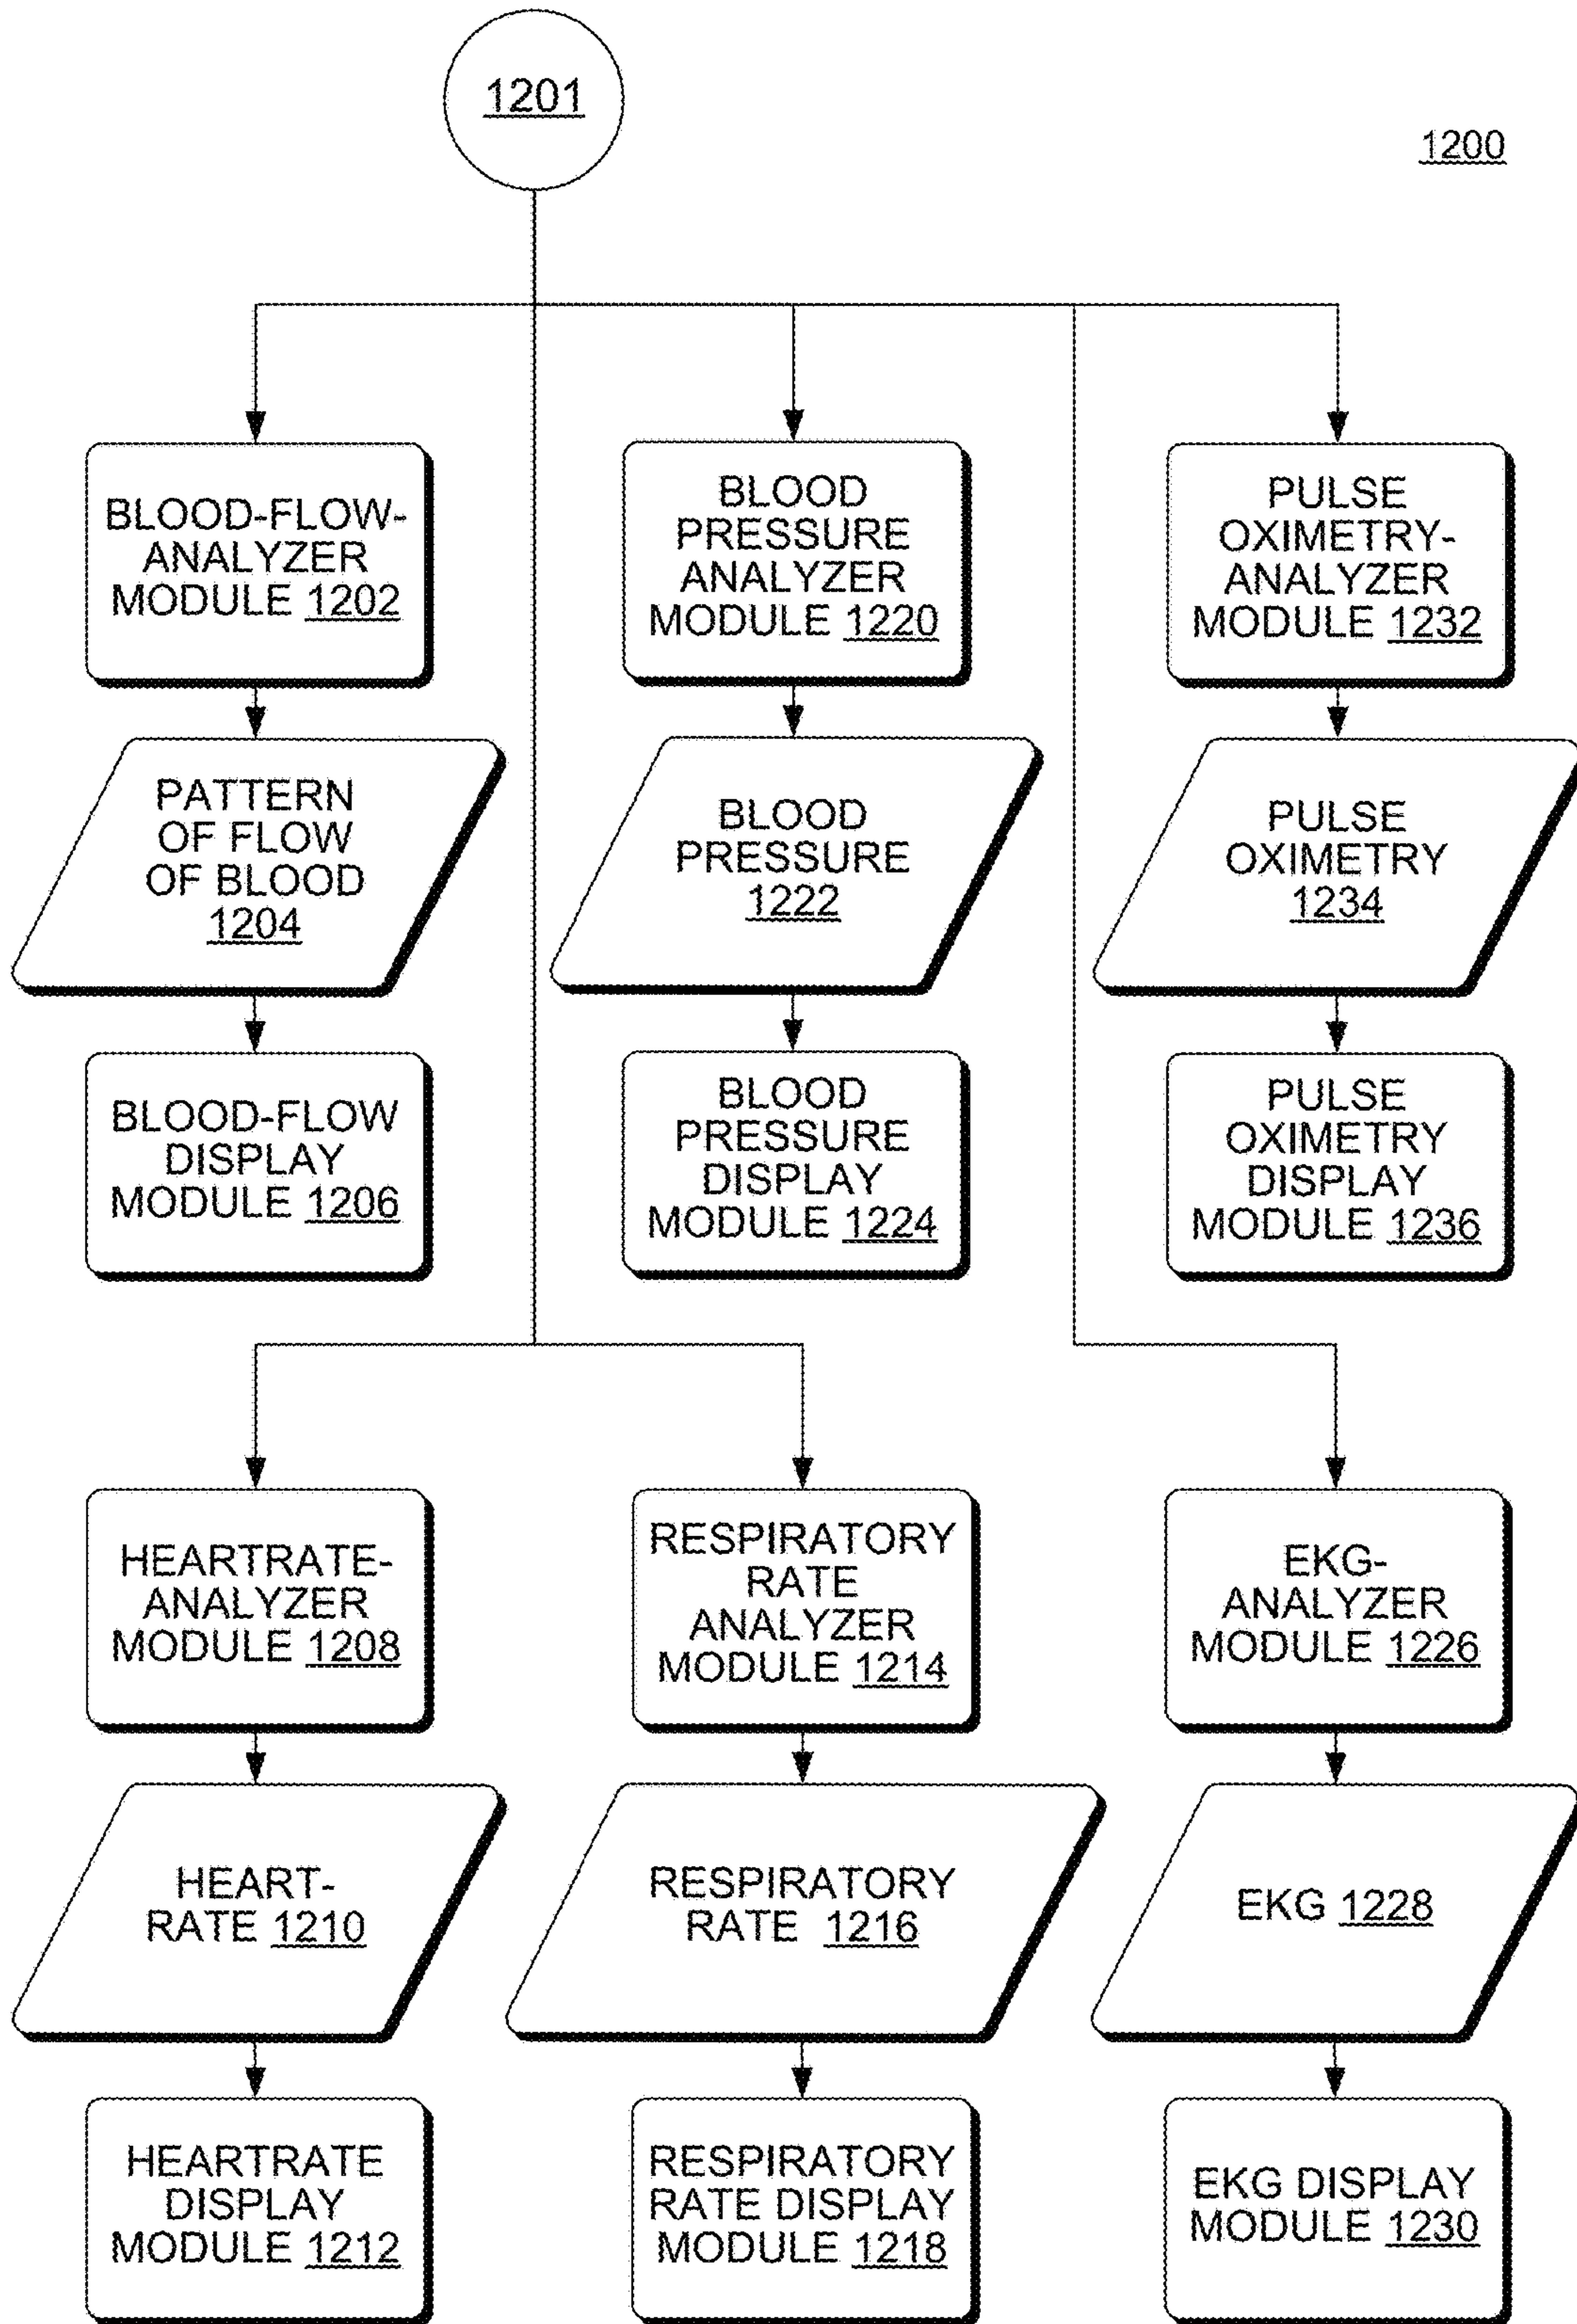 1201
1200
BLOOD-FLOW-
ANALYZER
MODULE 1202
BLOOD
PRESSURE
ANALYZER
MODULE 1220
PULSE
OXIMETRY-
ANALYZER
MODULE 1232
PATTERN
OF FLOW
OF BLOOD
1204
BLOOD
PRESSURE
1222
PULSE
OXIMETRY
1234
BLOOD-FLOW
DISPLAY
MODULE 1206
BLOOD
PRESSURE
DISPLAY
MODULE 1224
PULSE
OXIMETRY
DISPLAY
MODULE 1236
HEARTRATE-
ANALYZER
MODULE 1208
RESPIRATORY
RATE
ANALYZER
MODULE 1214
EKG-
ANALYZER
MODULE 1226
HEART-
RATE 1210
RESPIRATORY
RATE 1216
EKG 1228
HEARTRATE
DISPLAY
MODULE 1212
RESPIRATORY
RATE DISPLAY
MODULE 1218
EKG DISPLAY
MODULE 1230